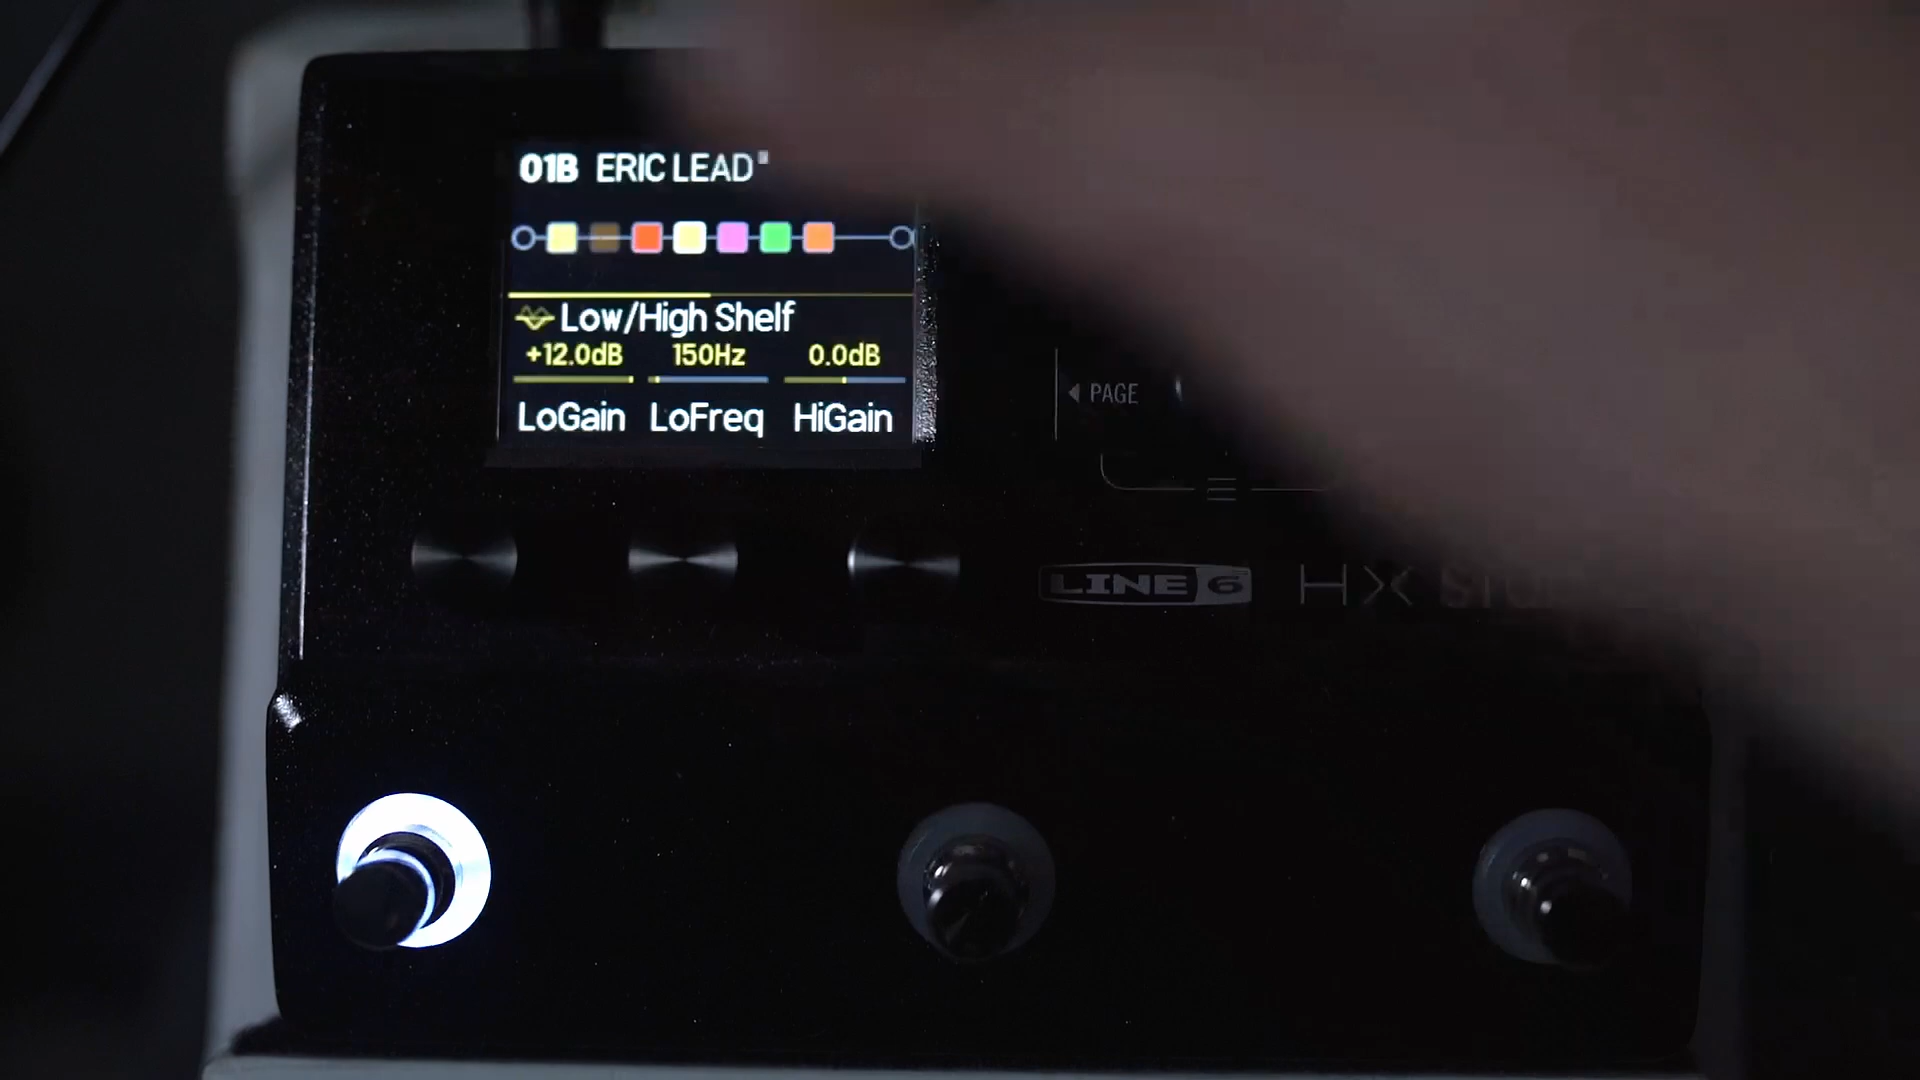 01B ERIC LEAD
Low/High Shelf
+12.0dB 150Hz 0.0dB
LoGain LoFreq HiGain
PAGE
LINE 6 HX